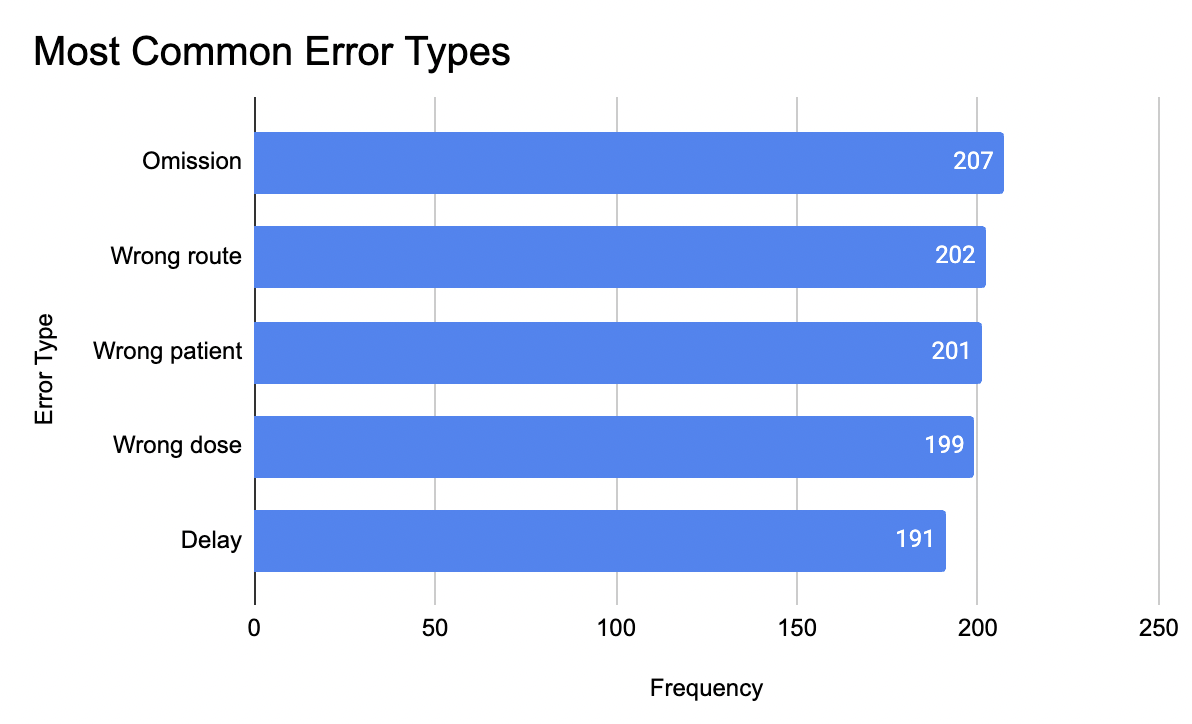 Most Common Error Types
Error Type
Omission 207
Wrong route 202
Wrong patient 201
Wrong dose 199
Delay 191
0 50 100 150 200 250
Frequency